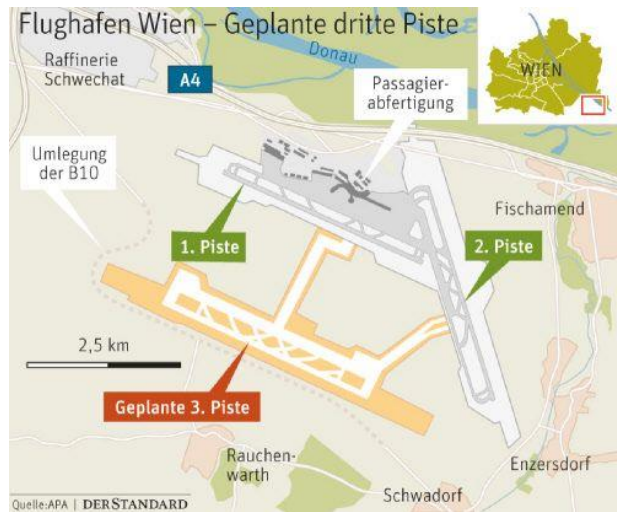 Flughafen Wien – Geplante dritte Piste
Raffinerie
Schwechat
A4
Donau
WIEN
Passagier-
abfertigung
Umlegung
der B10
Fischamend
1. Piste
2. Piste
2,5 km
Geplante 3. Piste
Rauchen-
warth
Enzersdorf
Schwadorf
Quelle:APA | DERSTANDARD